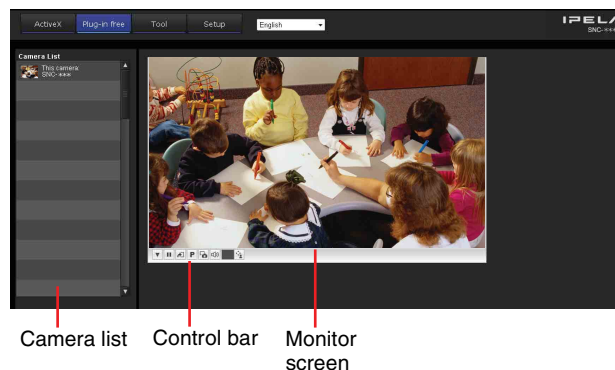 ActiveX Plug-in free Tool Setup English
IPELA
SNC-***
Camera List
This camera:
SNC-***
P
Camera list Control bar Monitor
screen